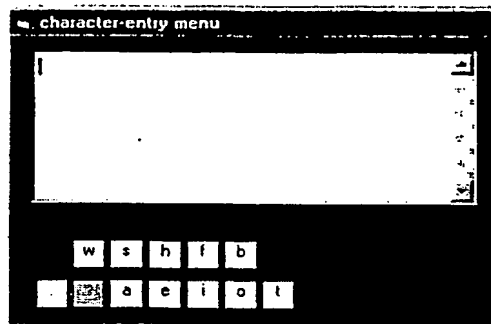 character-entry menu
w s h f b
. a e i o t